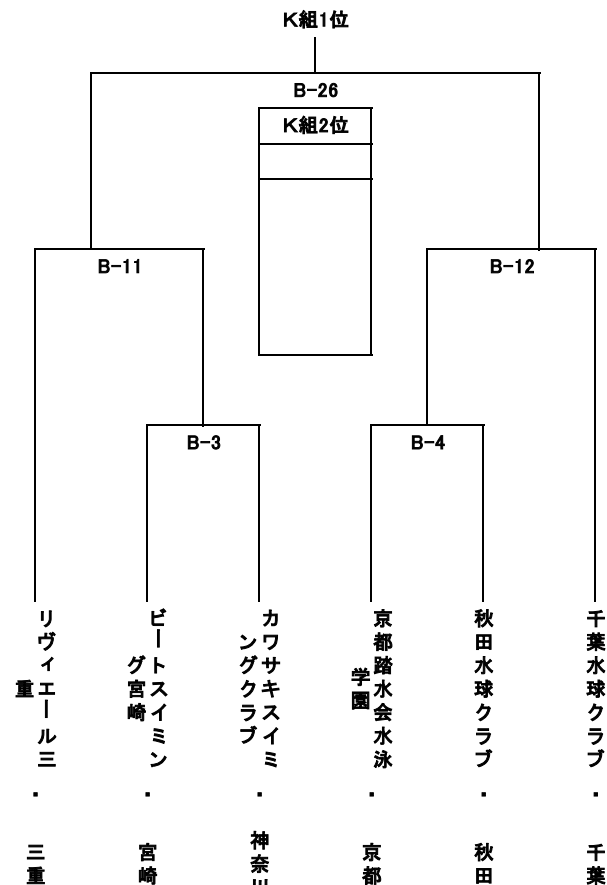 K組1位
B-26
K組2位
B-11
B-12
B-3
B-4
リヴィエール三
重
・
三重
ビートスイミン
グ宮崎
・
宮崎
カワサキスイミ
ングクラブ
・
神奈川
京都踏水会水泳
学園
・
京都
秋田水球クラブ
・
秋田
千葉水球クラブ
・
千葉